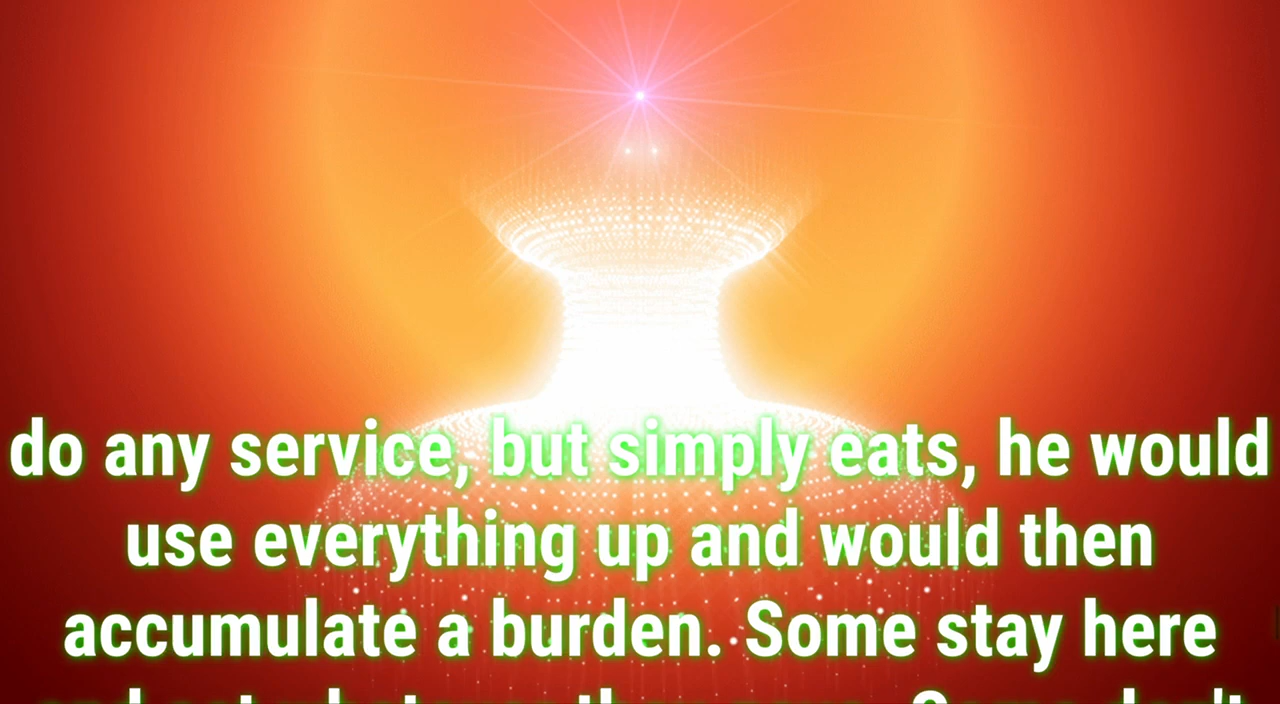 do any service, but simply eats, he would
use everything up and would then
accumulate a burden. Some stay here